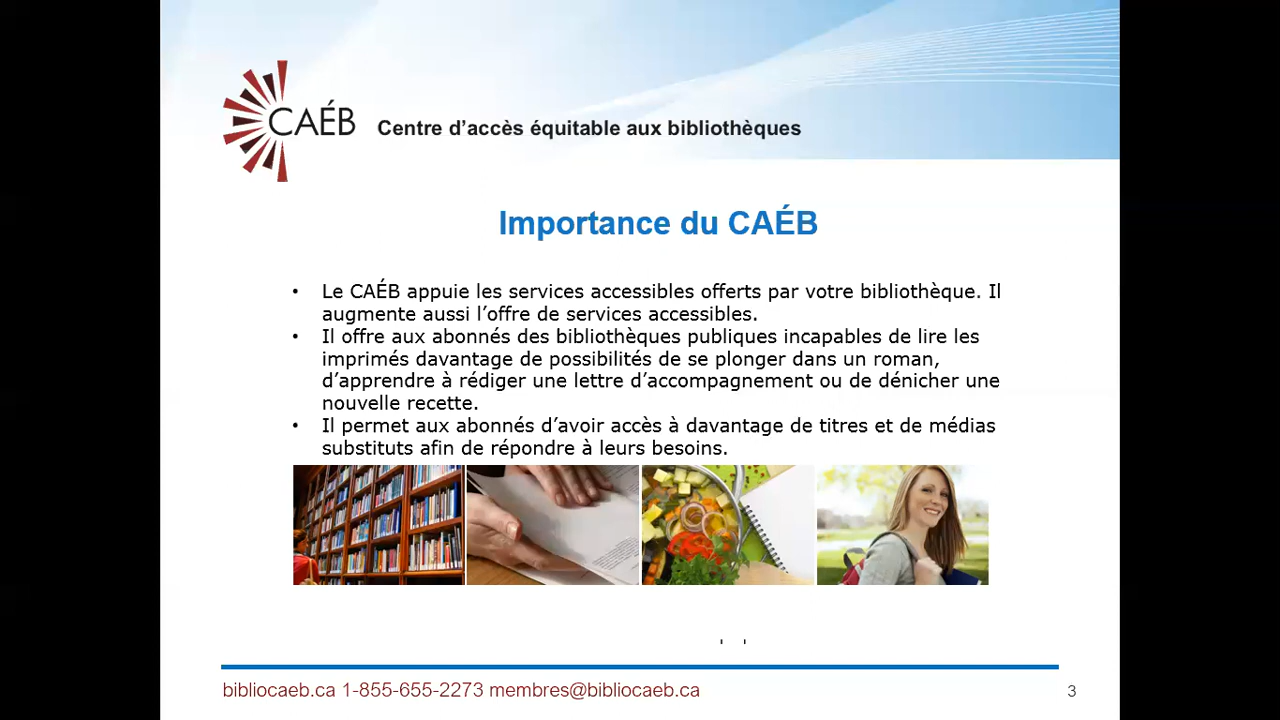 CAÉB
Centre d’accès équitable aux bibliothèques
Importance du CAÉB
• Le CAÉB appuie les services accessibles offerts par votre bibliothèque. Il
augmente aussi l’offre de services accessibles.
• Il offre aux abonnés des bibliothèques publiques incapables de lire les
imprimés davantage de possibilités de se plonger dans un roman,
d’apprendre à rédiger une lettre d’accompagnement ou de dénicher une
nouvelle recette.
• Il permet aux abonnés d’avoir accès à davantage de titres et de médias
substituts afin de répondre à leurs besoins.
bibliocaeb.ca 1-855-655-2273 membres@bibliocaeb.ca
3